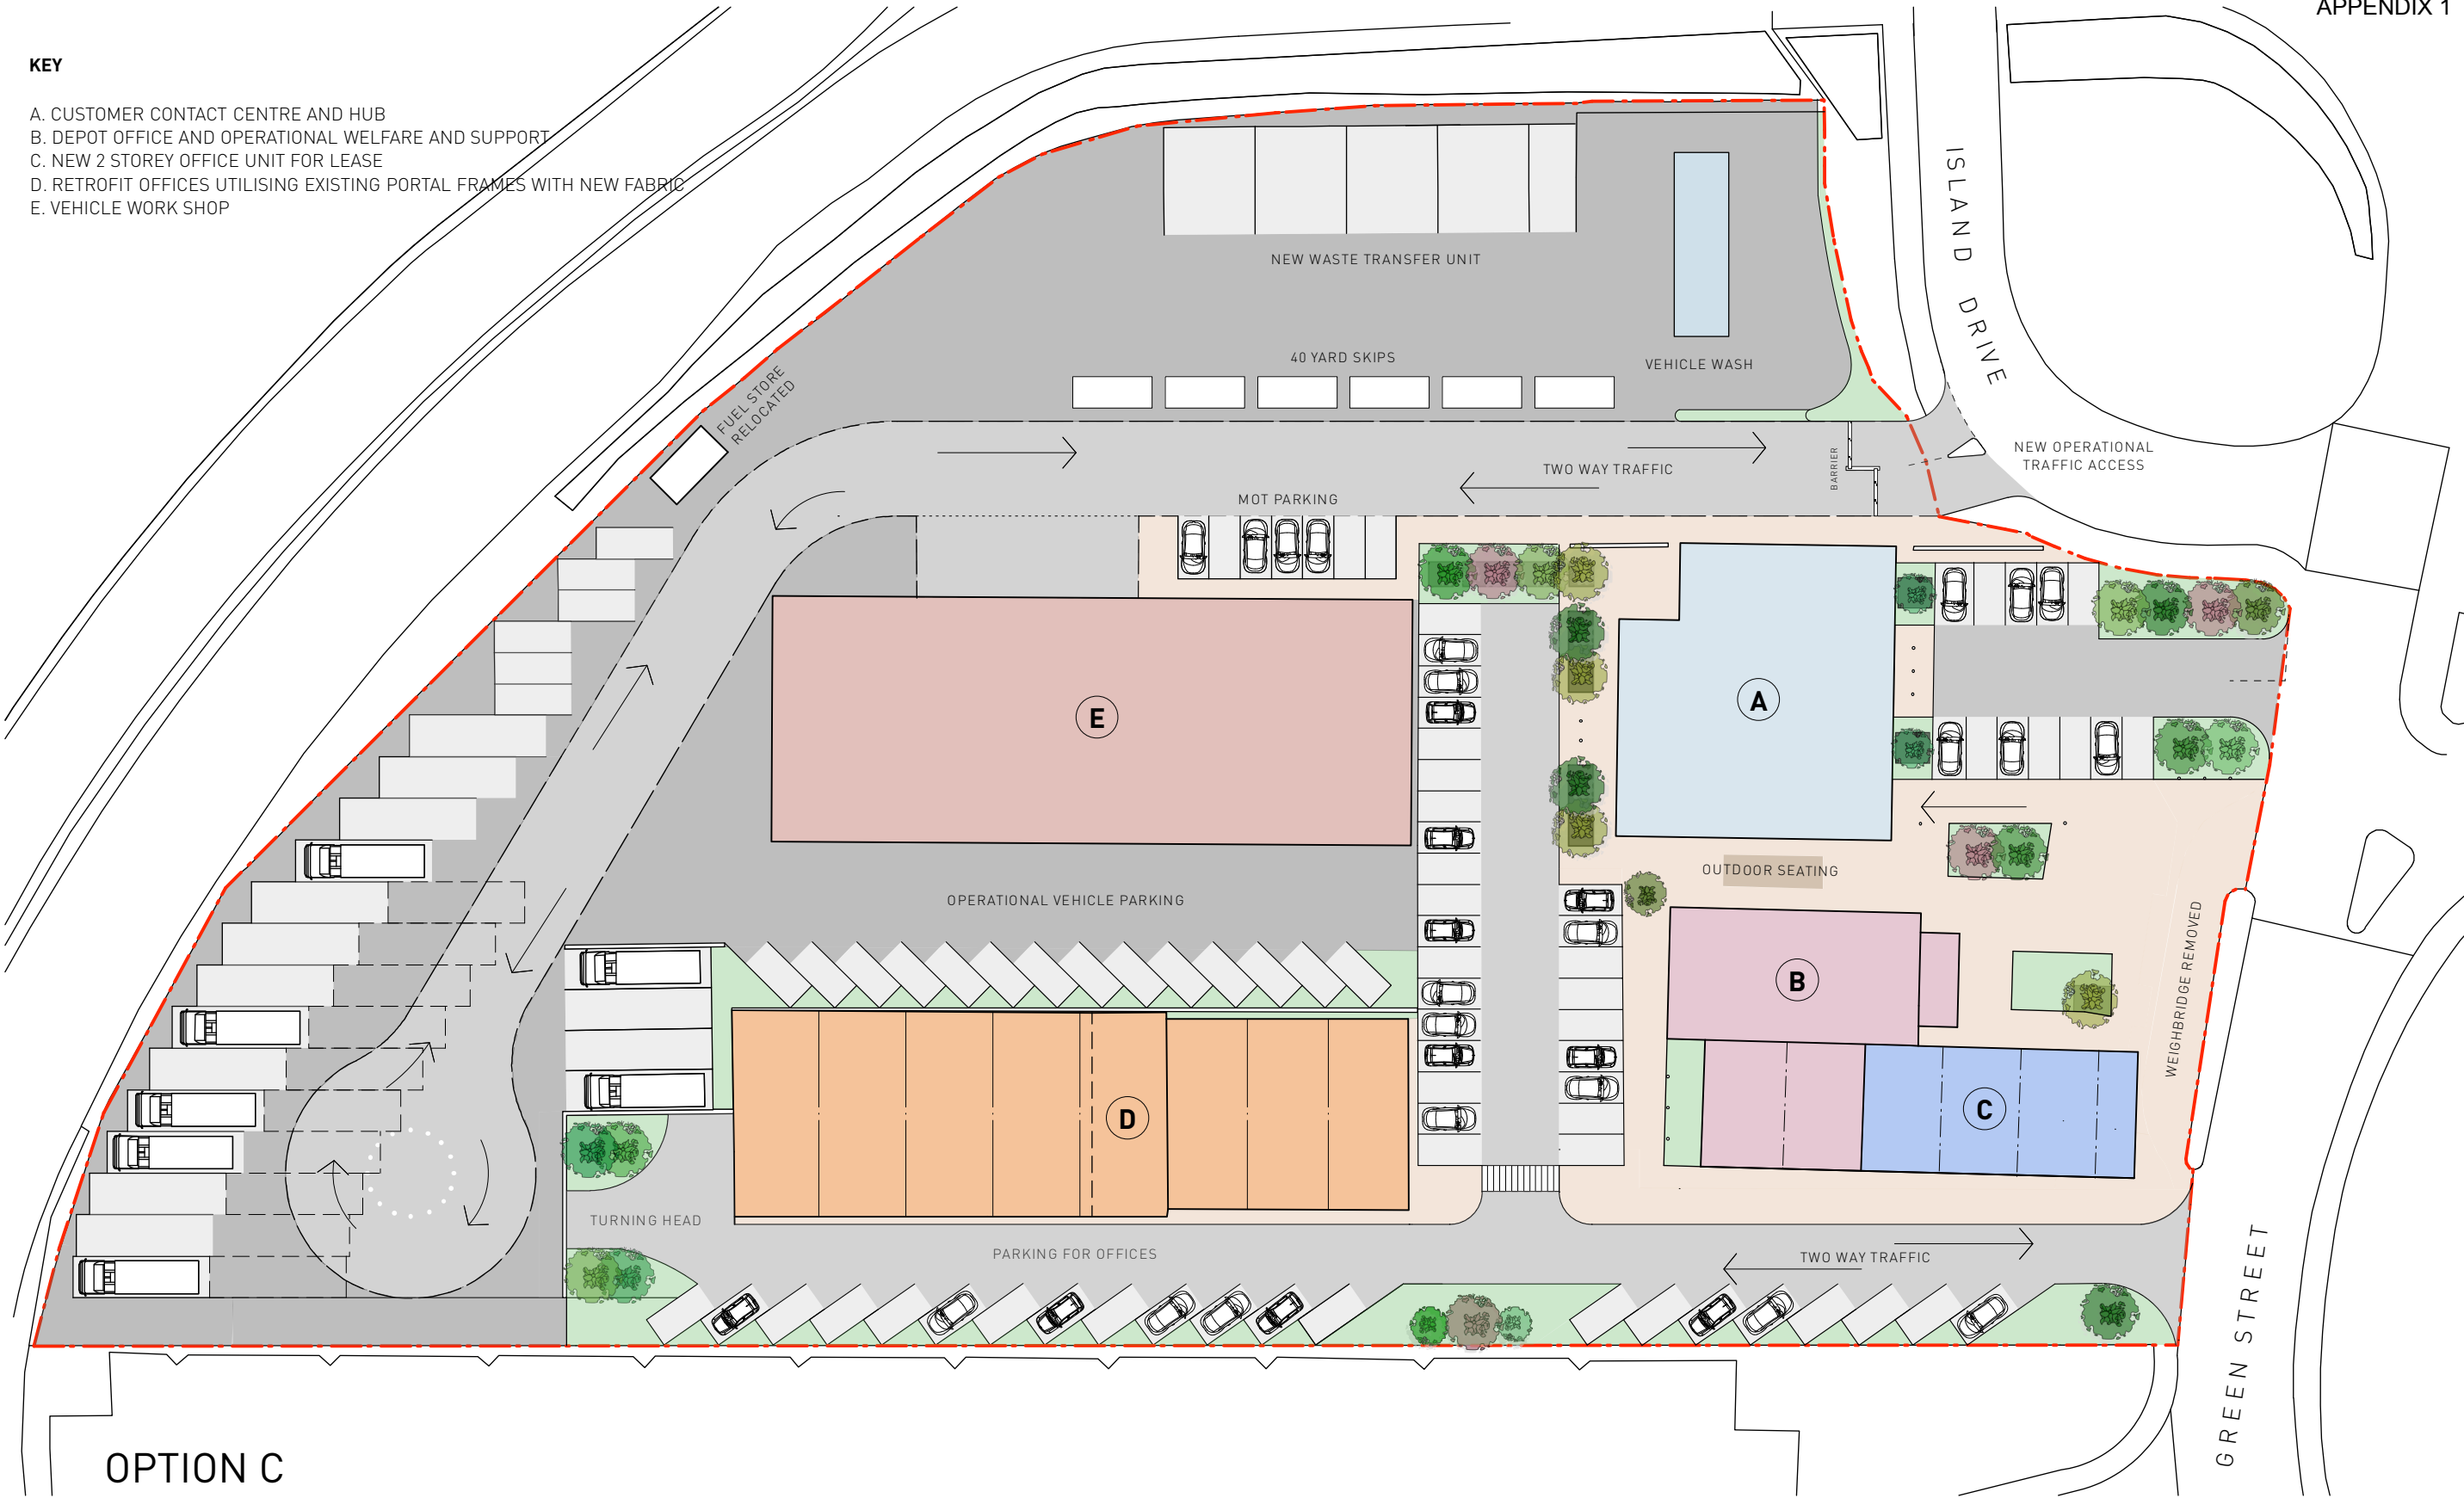 APPENDIX 1
KEY
A. CUSTOMER CONTACT CENTRE AND HUB
B. DEPOT OFFICE AND OPERATIONAL WELFARE AND SUPPORT
C. NEW 2 STOREY OFFICE UNIT FOR LEASE
D. RETROFIT OFFICES UTILISING EXISTING PORTAL FRAMES WITH NEW FABRIC
E. VEHICLE WORK SHOP
ISLAND DRIVE
NEW WASTE TRANSFER UNIT
40 YARD SKIPS
VEHICLE WASH
FUEL STORE
RELOCATED
NEW OPERATIONAL
TRAFFIC ACCESS
BARRIER
TWO WAY TRAFFIC
MOT PARKING
E
A
OUTDOOR SEATING
OPERATIONAL VEHICLE PARKING
WEIGHBRIDGE REMOVED
B
C
D
TURNING HEAD
PARKING FOR OFFICES
TWO WAY TRAFFIC
GREEN STREET
OPTION C